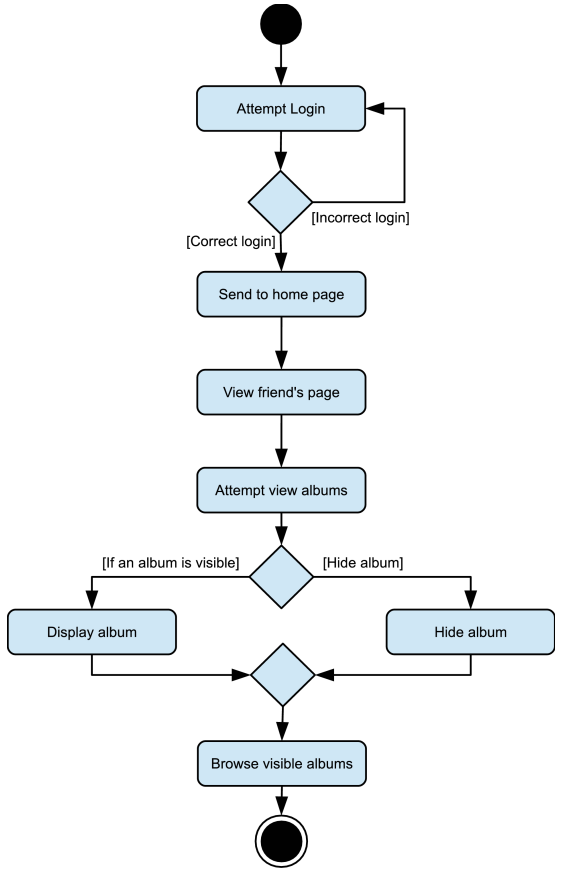 Attempt Login
[Incorrect login]
[Correct login]
Send to home page
View friend's page
Attempt view albums
[If an album is visible]
[Hide album]
Display album
Hide album
Browse visible albums